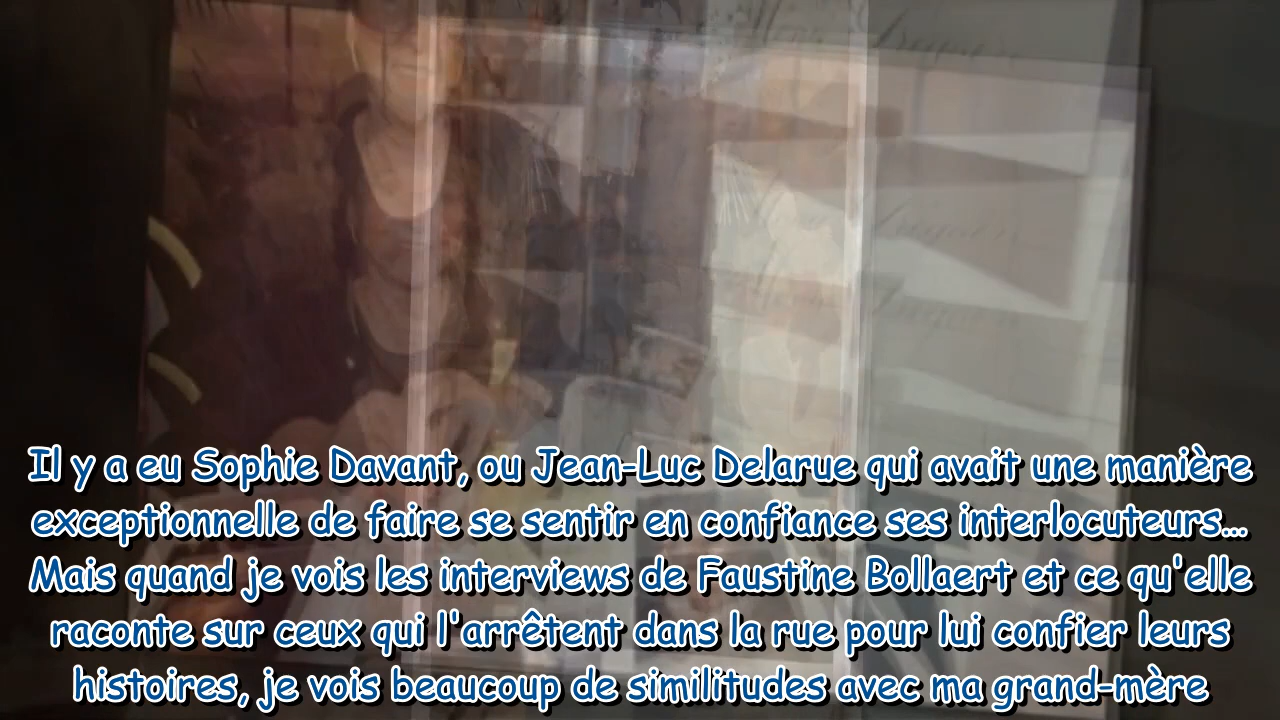 Il y a eu Sophie Davant, ou Jean-Luc Delarue qui avait une manière
exceptionnelle de faire se sentir en confiance ses interlocuteurs...
Mais quand je vois les interviews de Faustine Bollaert et ce qu'elle
raconte sur ceux qui l'arrêtent dans la rue pour lui confier leurs
histoires, je vois beaucoup de similitudes avec ma grand-mère